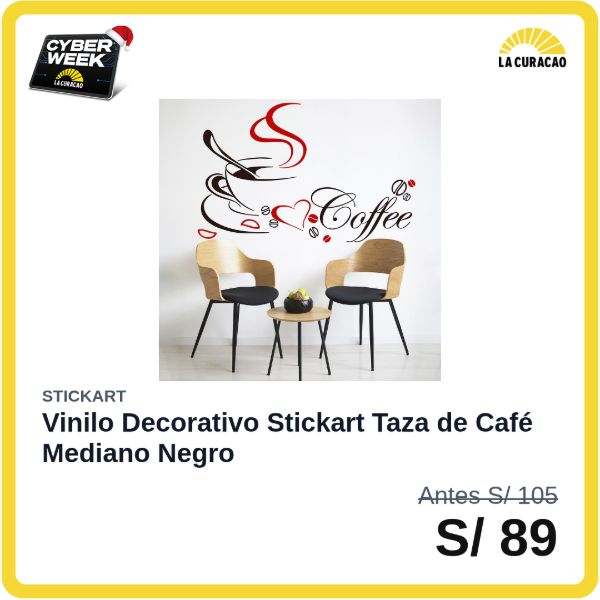 CYBER
WEEK
LA CURACAO
LA CURACAO
Coffee
STICKART
Vinilo Decorativo Stickart Taza de Café
Mediano Negro
Antes S/ 105
S/ 89